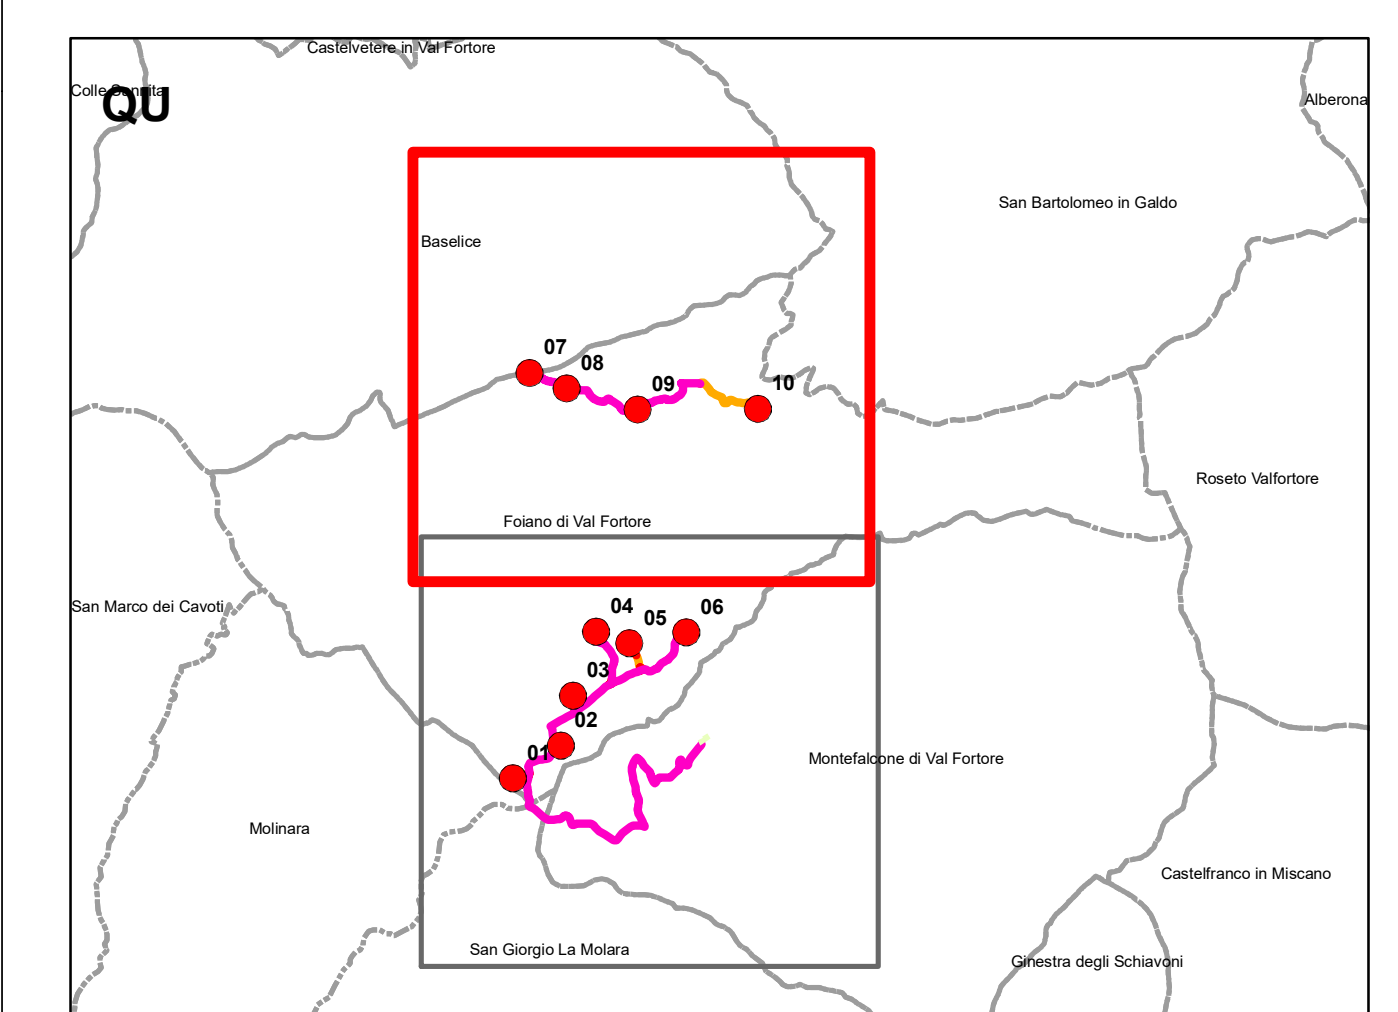 Castelvetere in Val Fortore
Colle Sannita
QU
Alberona
San Bartolomeo in Galdo
Baselice
07
08
09
10
Roseto Valfortore
Foiano di Val Fortore
San Marco dei Cavoti
04
05
06
03
02
01
Montefalcone di Val Fortore
Molinara
Castelfranco in Miscano
San Giorgio La Molara
Ginestra degli Schiavoni